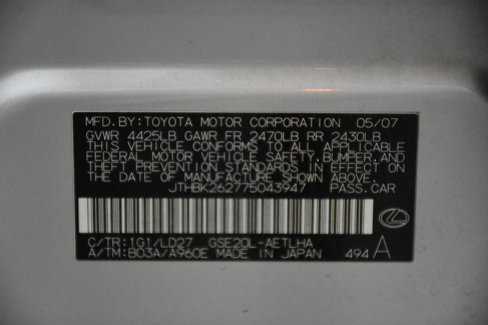 MFD.BY:TOYOTA MOTOR CORPORATION 05/07
GVWR 4425LB GAWR FR 2470LB RR 2430LB
THIS VEHICLE CONFORMS TO ALL APPLICABLE
FEDERAL MOTOR VEHICLE SAFETY,BUMPER,AND
THEFT PREVENTION STANDARDS IN EFFECT ON
THE DATE OF MANUFACTURE SHOWN ABOVE.
JTHBK262775043947 PASS.CAR
C/TR:1G1/LD27 GSE20L-AETLHA
A/TM:B03A/A960E MADE IN JAPAN 494 A